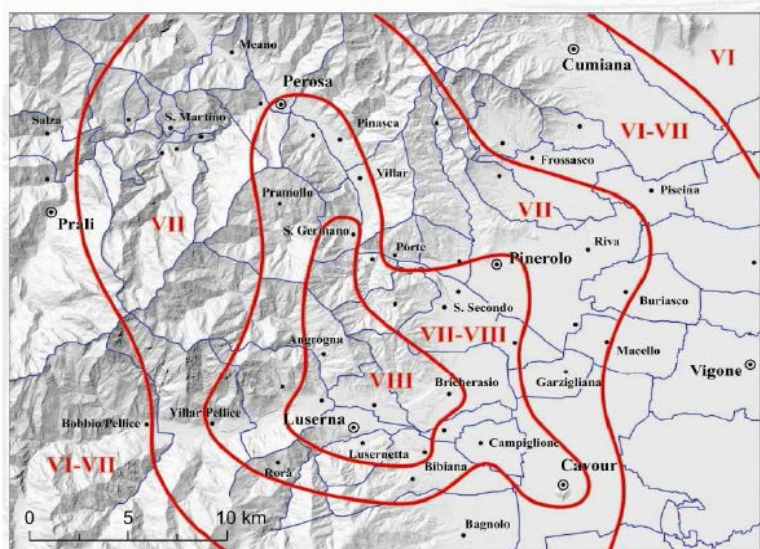 VI
Meano
Cumiana
Perosa
VI-VII
Salza
S. Martino
Pinasca
Frossasco
Villar
Piscina
Pramollo
VII
VII
Prali
S. Germano
Riva
Porte
Pinerolo
Buriasco
S. Secondo
VII-VIII
Angrogna
Macello
Vigone
VIII
Garzigliana
Bricherasio
Villar Pellice
Bobbio Pellice
Luserna
Campiglione
Lusernetta
VI-VII
Bibiana
Rorà
Cavour
0 5 10 km
Bagnolo